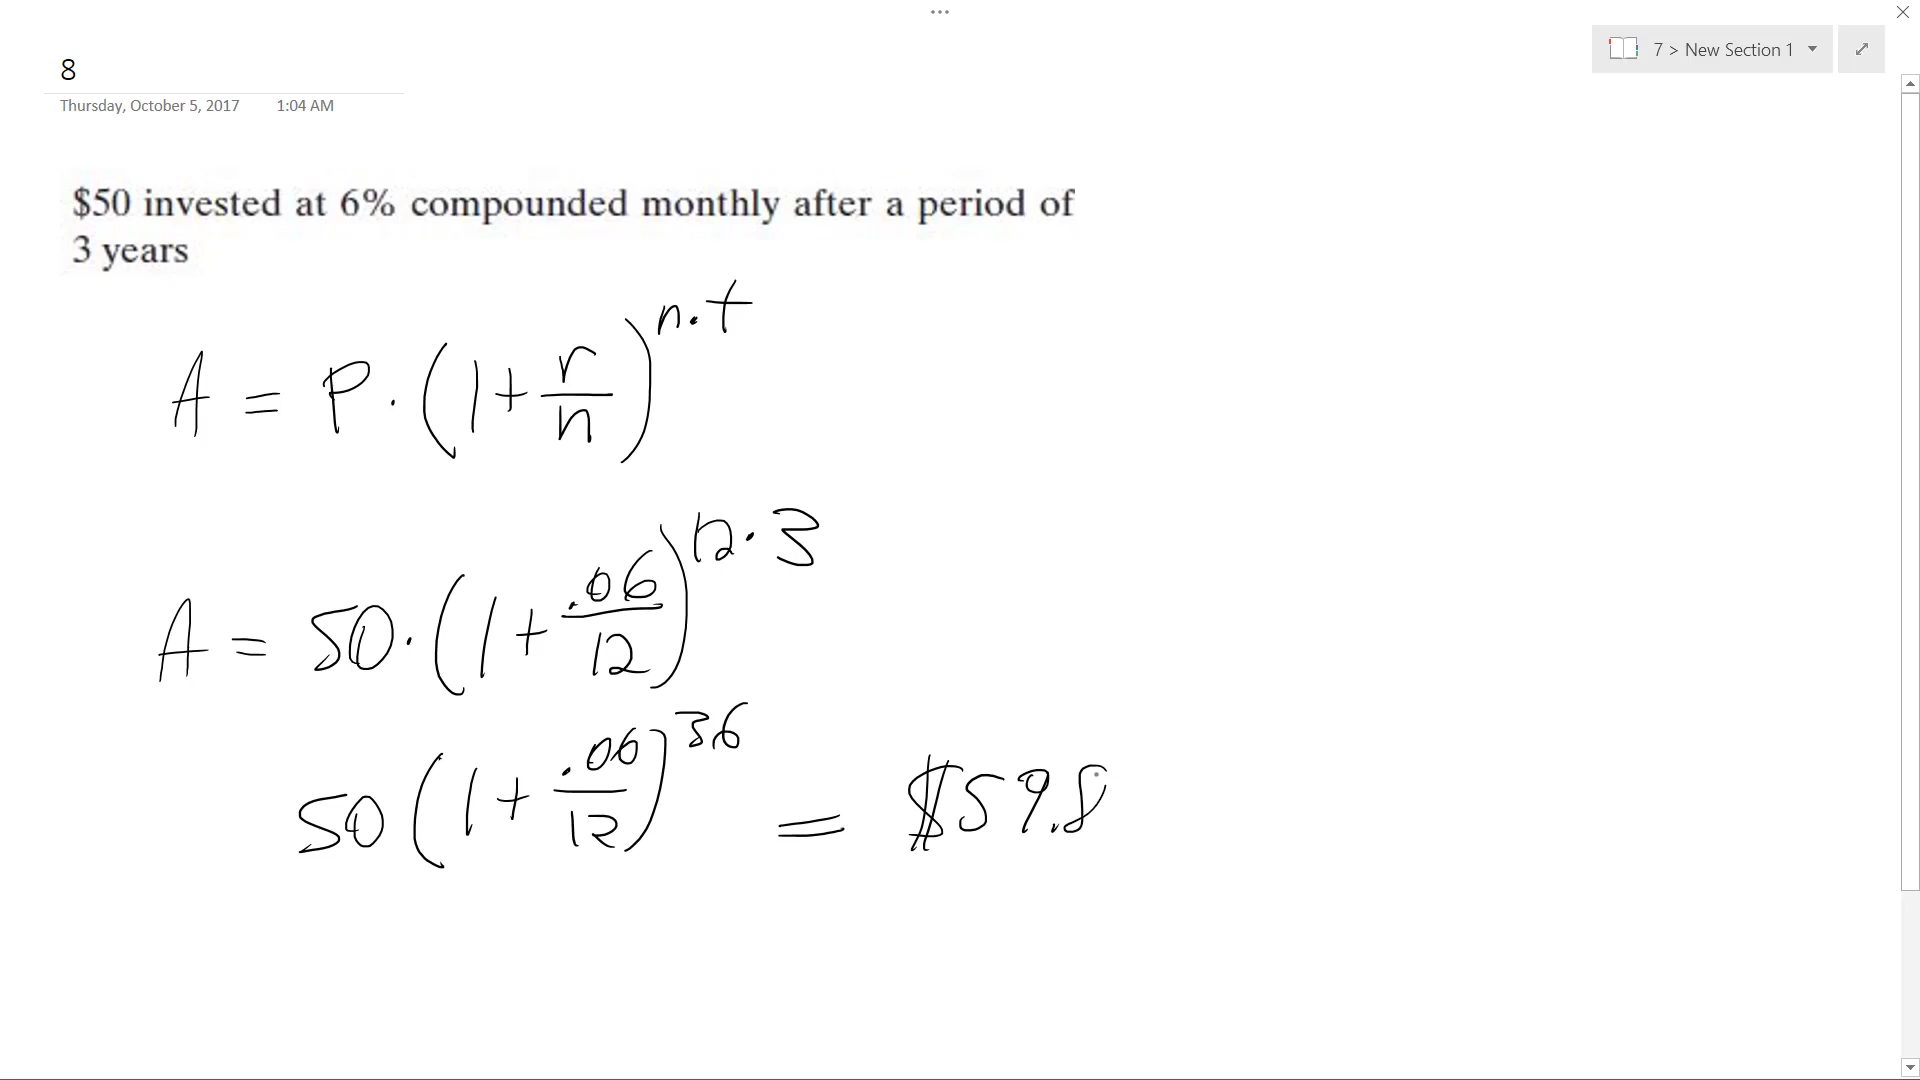 ...
7 > New Section 1
8
Thursday, October 5, 2017 1:04 AM
$50 invested at 6% compounded monthly after a period of
3 years
A = P · (1 + r/n)^n·t
A = 50 · (1 + .06/12)^12·3
50 (1 + .06/12)^36 = $59.8